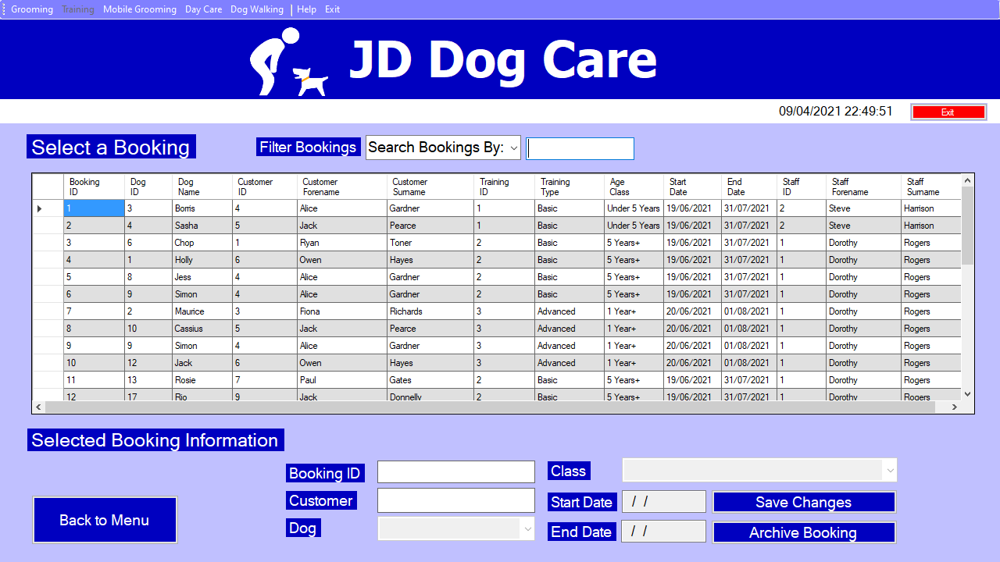 Grooming Training Mobile Grooming Day Care Dog Walking Help Exit
JD Dog Care
09/04/2021 22:49:51 Exit
Select a Booking Filter Bookings Search Bookings By:
Booking ID Dog ID Dog Name Customer ID Customer Forename Customer Surname Training ID Training Type Age Class Start Date End Date Staff ID Staff Forename Staff Surname
1 3 Borris 4 Alice Gardner 1 Basic Under 5 Years 19/06/2021 31/07/2021 2 Steve Harrison
2 4 Sasha 5 Jack Pearce 1 Basic Under 5 Years 19/06/2021 31/07/2021 2 Steve Harrison
3 6 Chop 1 Ryan Toner 2 Basic 5 Years+ 19/06/2021 31/07/2021 1 Dorothy Rogers
4 1 Holly 6 Owen Hayes 2 Basic 5 Years+ 19/06/2021 31/07/2021 1 Dorothy Rogers
5 8 Jess 4 Alice Gardner 2 Basic 5 Years+ 19/06/2021 31/07/2021 1 Dorothy Rogers
6 9 Simon 4 Alice Gardner 2 Basic 5 Years+ 19/06/2021 31/07/2021 1 Dorothy Rogers
7 2 Maurice 3 Fiona Richards 3 Advanced 1 Year+ 20/06/2021 01/08/2021 1 Dorothy Rogers
8 10 Cassius 5 Jack Pearce 3 Advanced 1 Year+ 20/06/2021 01/08/2021 1 Dorothy Rogers
9 9 Simon 4 Alice Gardner 3 Advanced 1 Year+ 20/06/2021 01/08/2021 1 Dorothy Rogers
10 12 Jack 6 Owen Hayes 3 Advanced 1 Year+ 20/06/2021 01/08/2021 1 Dorothy Rogers
11 13 Rosie 7 Paul Gates 2 Basic 5 Years+ 19/06/2021 31/07/2021 1 Dorothy Rogers
12 17 Rio 9 Jack Donnelly 2 Basic 5 Years+ 19/06/2021 31/07/2021 1 Dorothy Rogers
Selected Booking Information
Booking ID Class
Customer Start Date / / Save Changes
Back to Menu Dog End Date / / Archive Booking